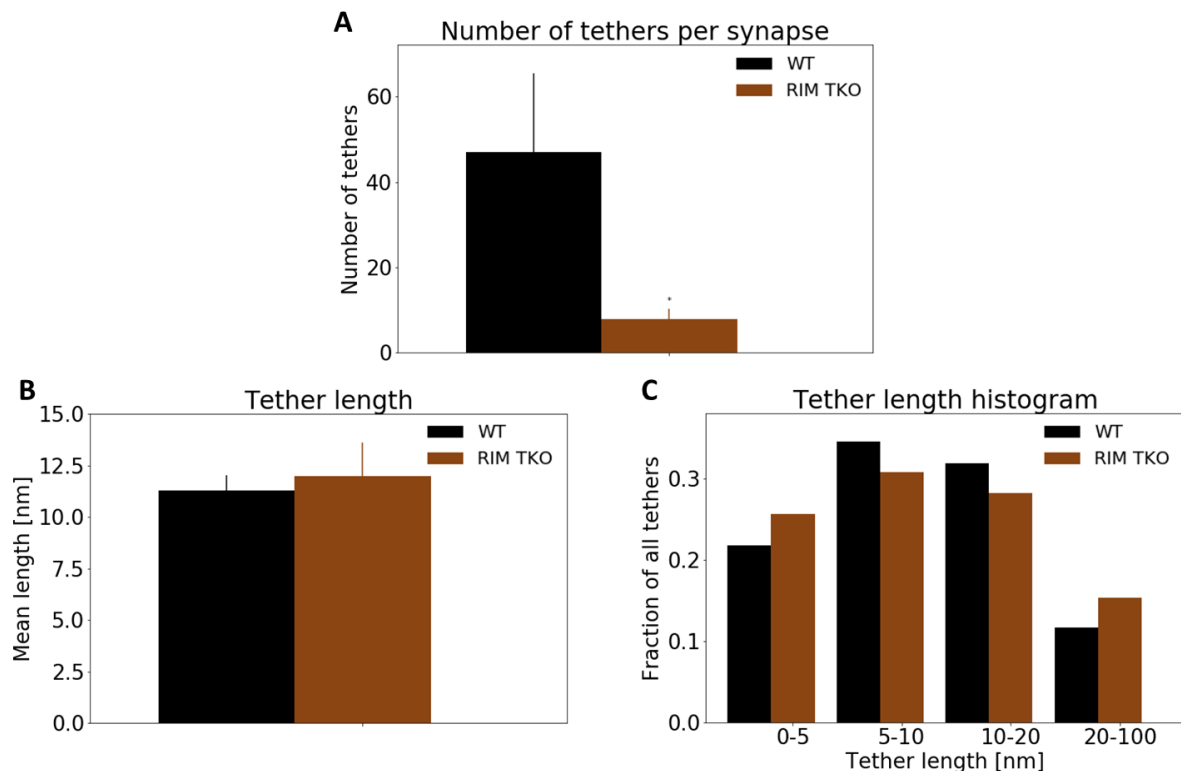 A
Number of tethers per synapse
Number of tethers
60
40
20
0
WT
RIM TKO
*
B
Tether length
Mean length [nm]
15.0
12.5
10.0
7.5
5.0
2.5
0.0
WT
RIM TKO
C
Tether length histogram
Fraction of all tethers
0.3
0.2
0.1
0.0
WT
RIM TKO
0-5 5-10 10-20 20-100
Tether length [nm]